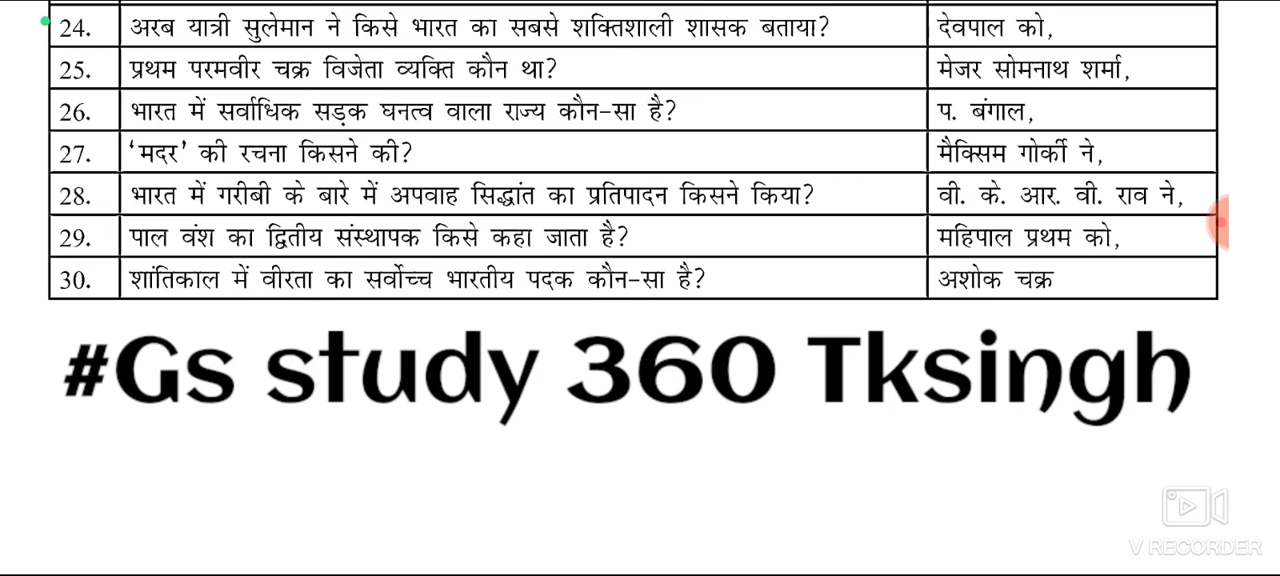 24. अरब यात्री सुलेमान ने किसे भारत का सबसे शक्तिशाली शासक बताया? देवपाल को,
25. प्रथम परमवीर चक्र विजेता व्यक्ति कौन था? मेजर सोमनाथ शर्मा,
26. भारत में सर्वाधिक सड़क घनत्व वाला राज्य कौन-सा है? प. बंगाल,
27. ‘मदर’ की रचना किसने की? मैक्सिम गोर्की ने,
28. भारत में गरीबी के बारे में अपवाह सिद्धांत का प्रतिपादन किसने किया? वी. के. आर. वी. राव ने,
29. पाल वंश का द्वितीय संस्थापक किसे कहा जाता है? महिपाल प्रथम को,
30. शांतिकाल में वीरता का सर्वोच्च भारतीय पदक कौन-सा है? अशोक चक्र
#Gs study 360 Tksingh
V RECORDER